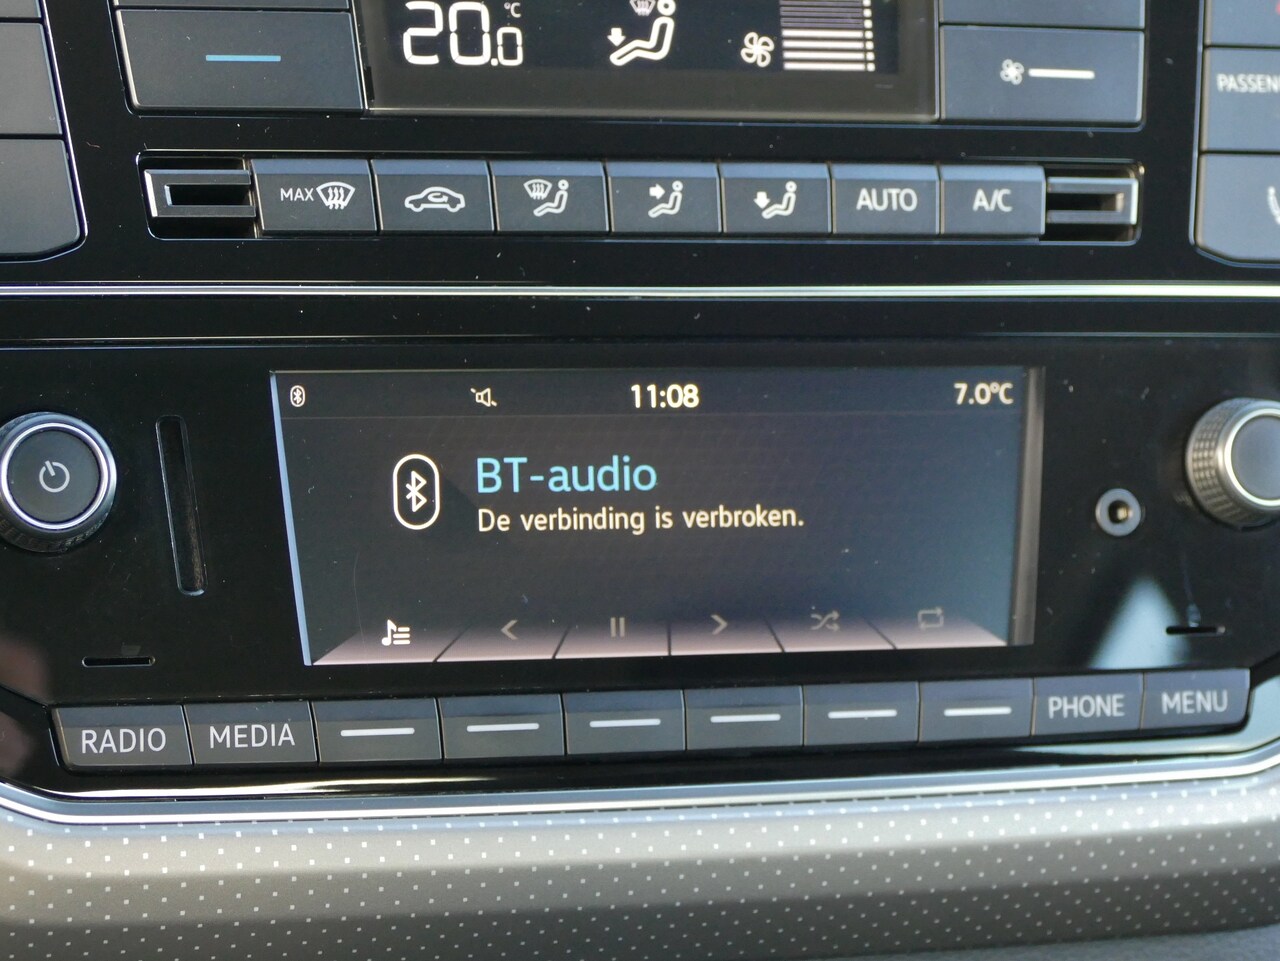 20.0 °C
PASSEN
MAX
AUTO
A/C
11:08
7.0°C
BT-audio
De verbinding is verbroken.
RADIO
MEDIA
PHONE
MENU